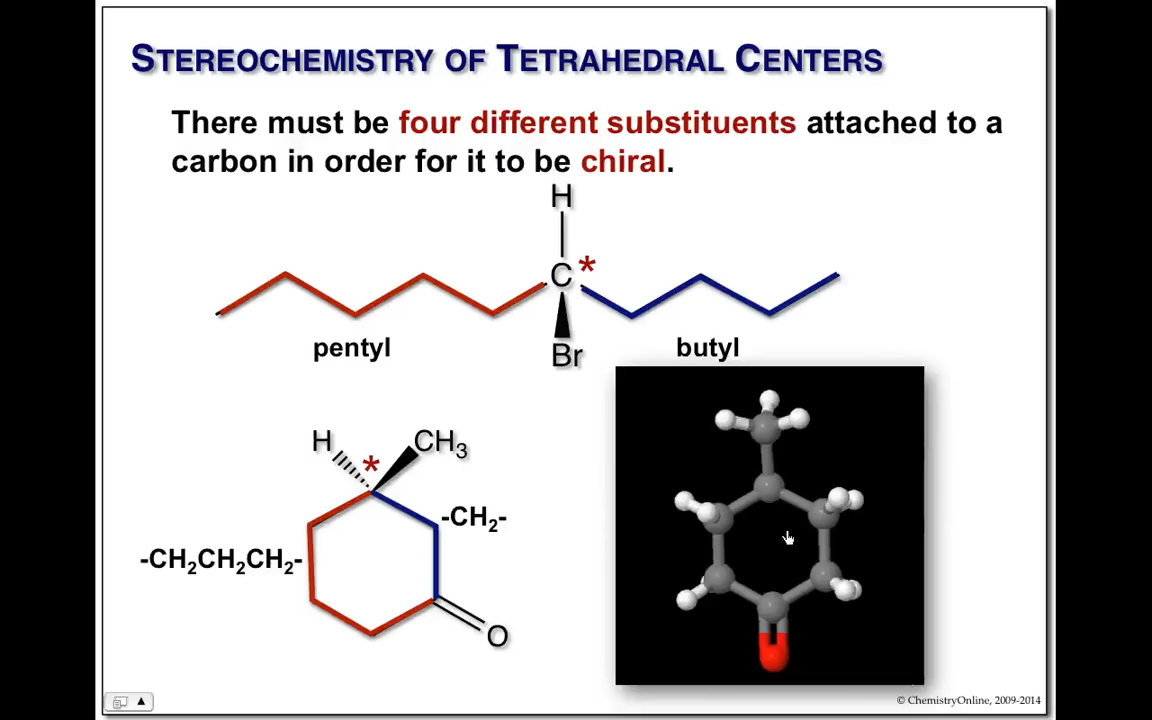 STEREOCHEMISTRY OF TETRAHEDRAL CENTERS
There must be four different substituents attached to a
carbon in order for it to be chiral.
H
C *
pentyl
Br
butyl
H
CH3
*
-CH2-
-CH2CH2CH2-
O
© ChemistryOnline, 2009-2014